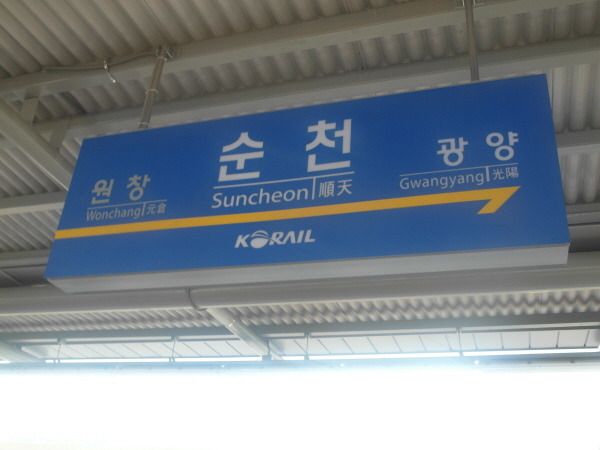 원창
Wonchang 元倉
순천
Suncheon 順天
광양
Gwangyang 光陽
KORAIL